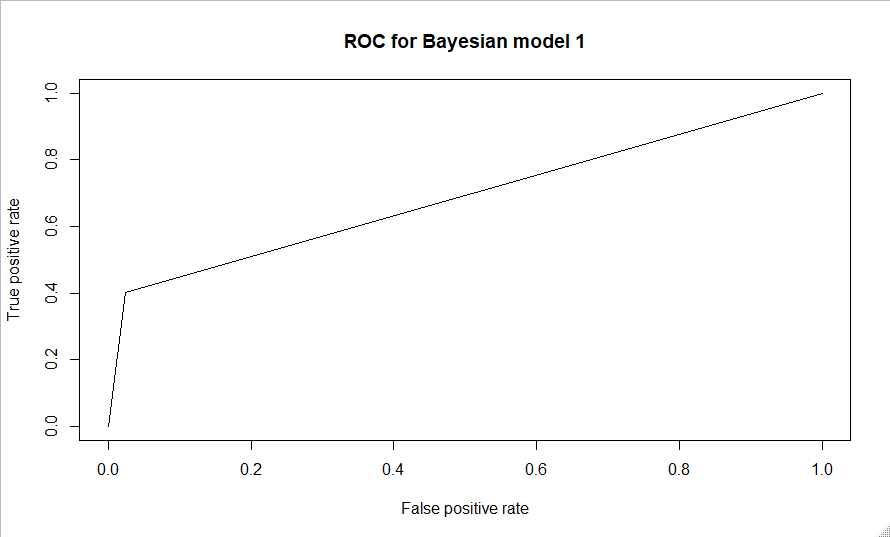 ROC for Bayesian model 1
True positive rate
1.0
0.8
0.6
0.4
0.2
0.0
0.0 0.2 0.4 0.6 0.8 1.0
False positive rate